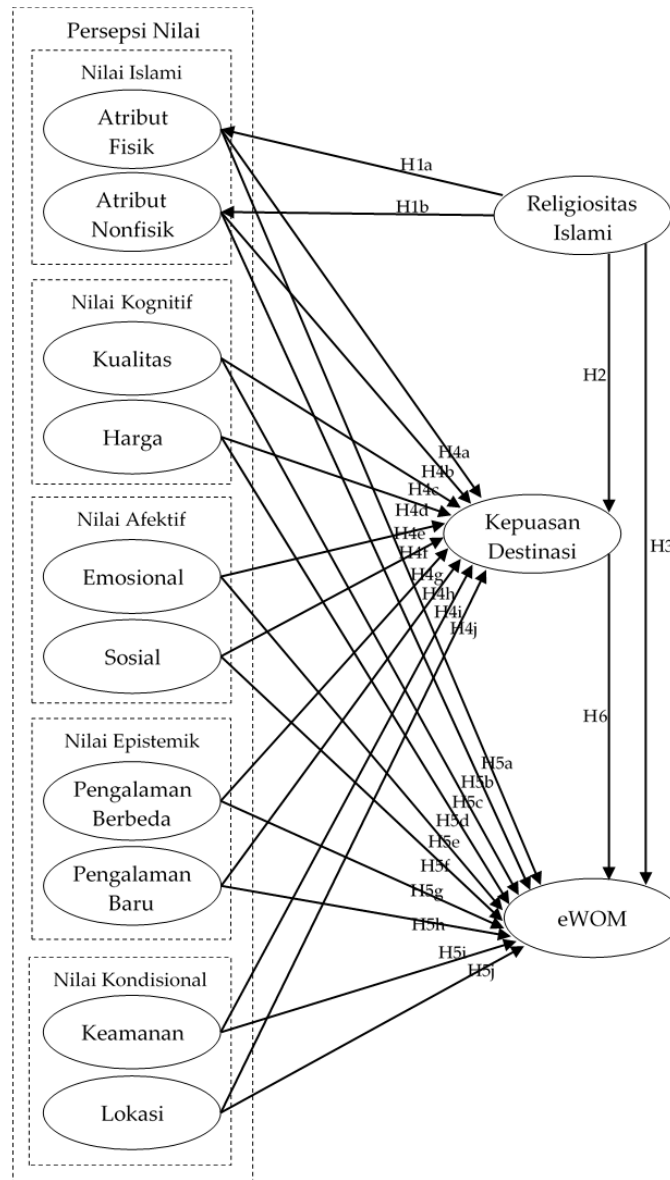 Persepsi Nilai
Nilai Islami
Atribut
Fisik
Atribut
Nonfisik
Nilai Kognitif
Kualitas
Harga
Nilai Afektif
Emosional
Sosial
Nilai Epistemik
Pengalaman
Berbeda
Pengalaman
Baru
Nilai Kondisional
Keamanan
Lokasi
H1a
H1b
Religiositas
Islami
H2
H3
H4a
H4b
H4c
H4d
H4e
H4f
H4g
H4h
H4i
H4j
Kepuasan
Destinasi
H6
H5a
H5b
H5c
H5d
H5e
H5f
H5g
H5h
H5i
H5j
eWOM